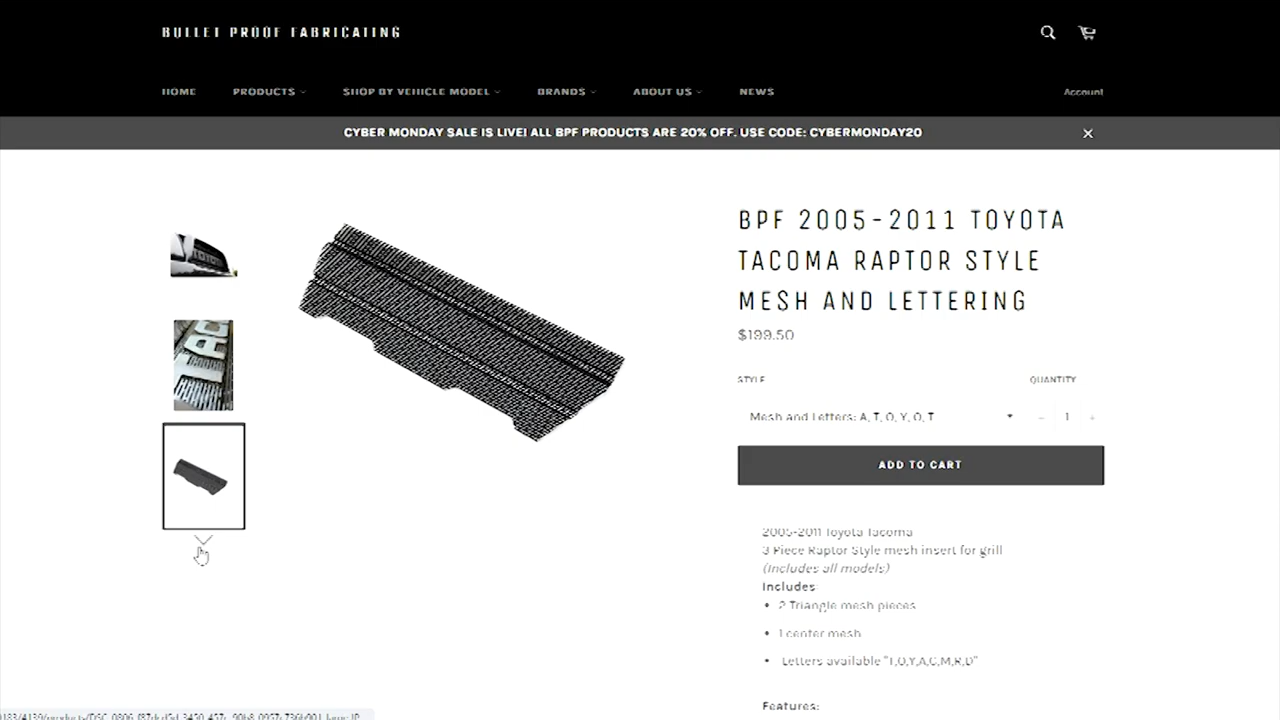 BULLET PROOF FABRICATING
HOME PRODUCTS SHOP BY VEHICLE MODEL BRANDS ABOUT US NEWS Account
CYBER MONDAY SALE IS LIVE! ALL BPF PRODUCTS ARE 20% OFF. USE CODE: CYBERMONDAY20
BPF 2005-2011 TOYOTA
TACOMA RAPTOR STYLE
MESH AND LETTERING
$199.50
STYLE QUANTITY
Mesh and Letters: A, T, O, Y, O, T − 1 +
ADD TO CART
2005-2011 Toyota Tacoma
3 Piece Raptor Style mesh insert for grill
(Includes all models)
Includes:
• 2 Triangle mesh pieces
• 1 center mesh
• Letters available "T,O,Y,A,C,M,R,D"
Features: